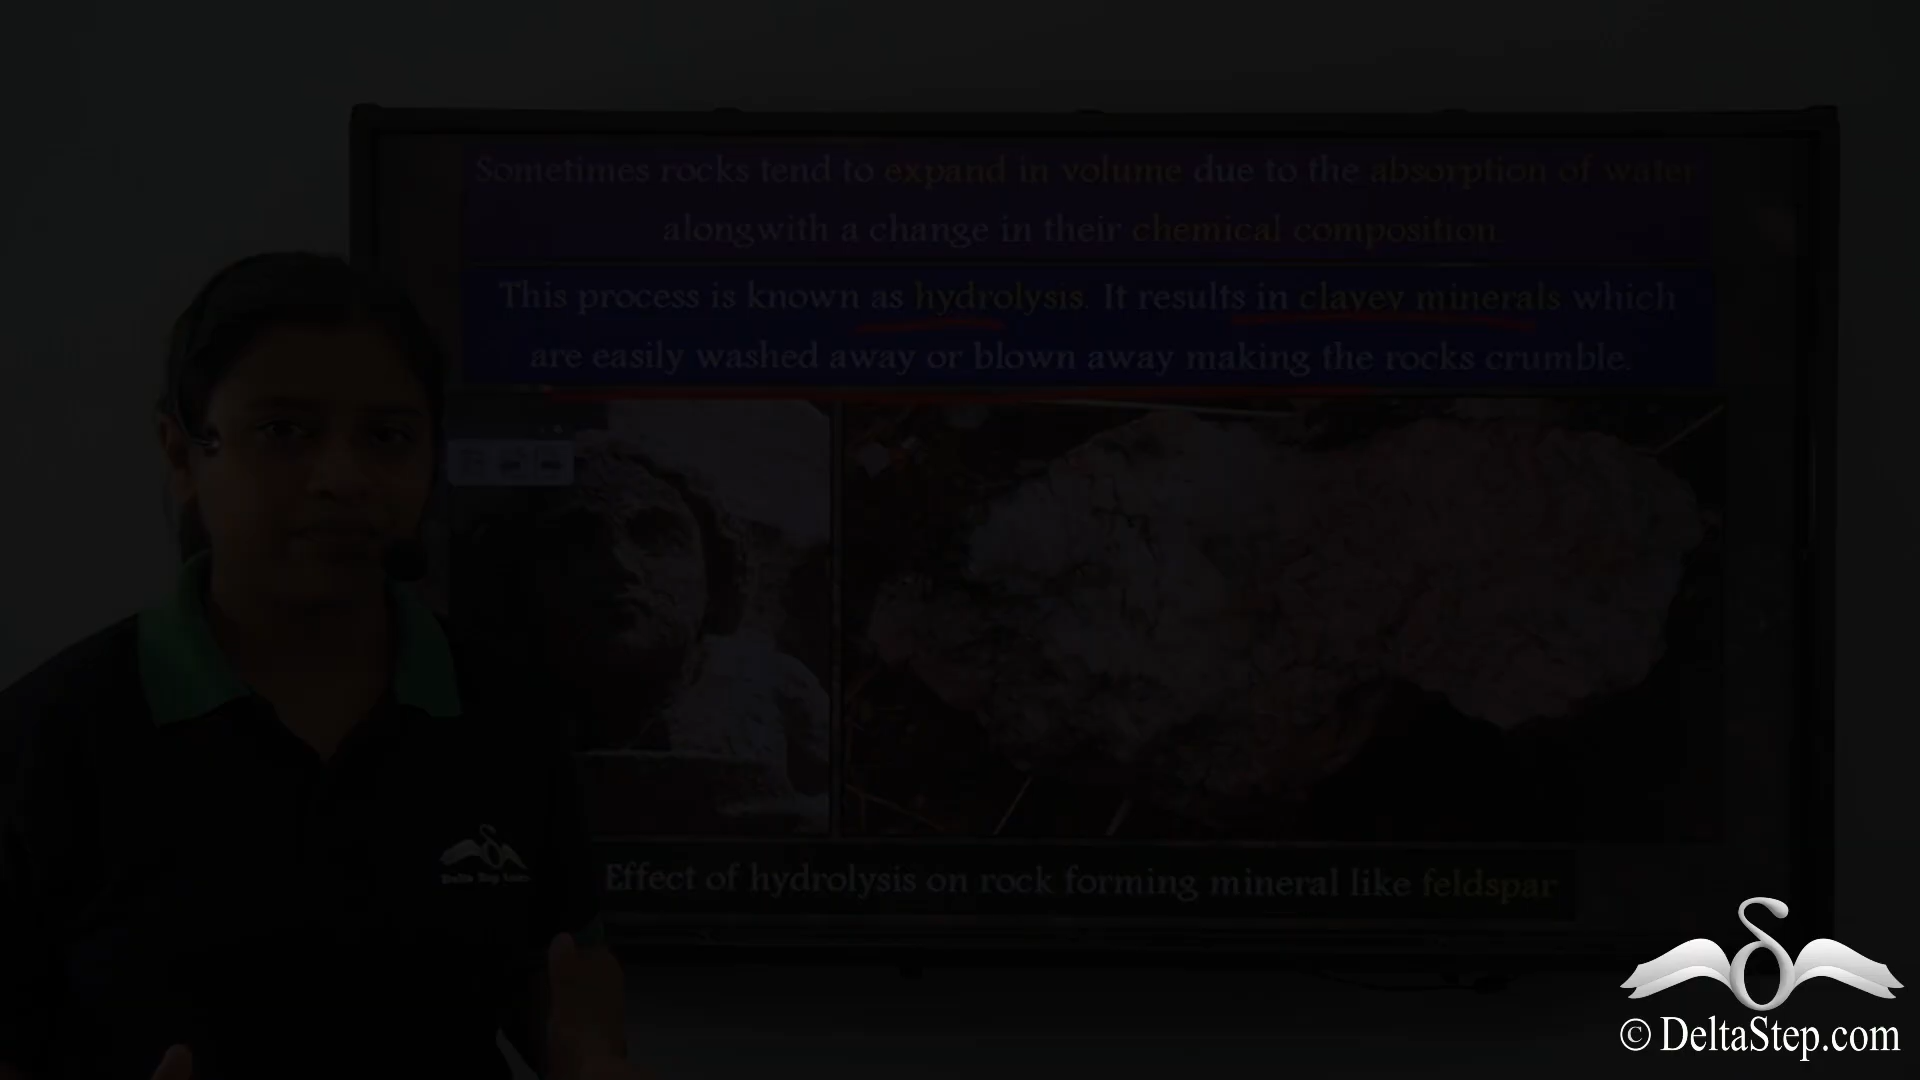 Sometimes rocks tend to expand in volume due to the absorption of water
alongwith a change in their chemical composition
This process is known as hydrolysis. It results in clayey minerals which
are easily washed away or blown away making the rocks crumble.
Effect of hydrolysis on rock forming mineral like feldspar
© DeltaStep.com